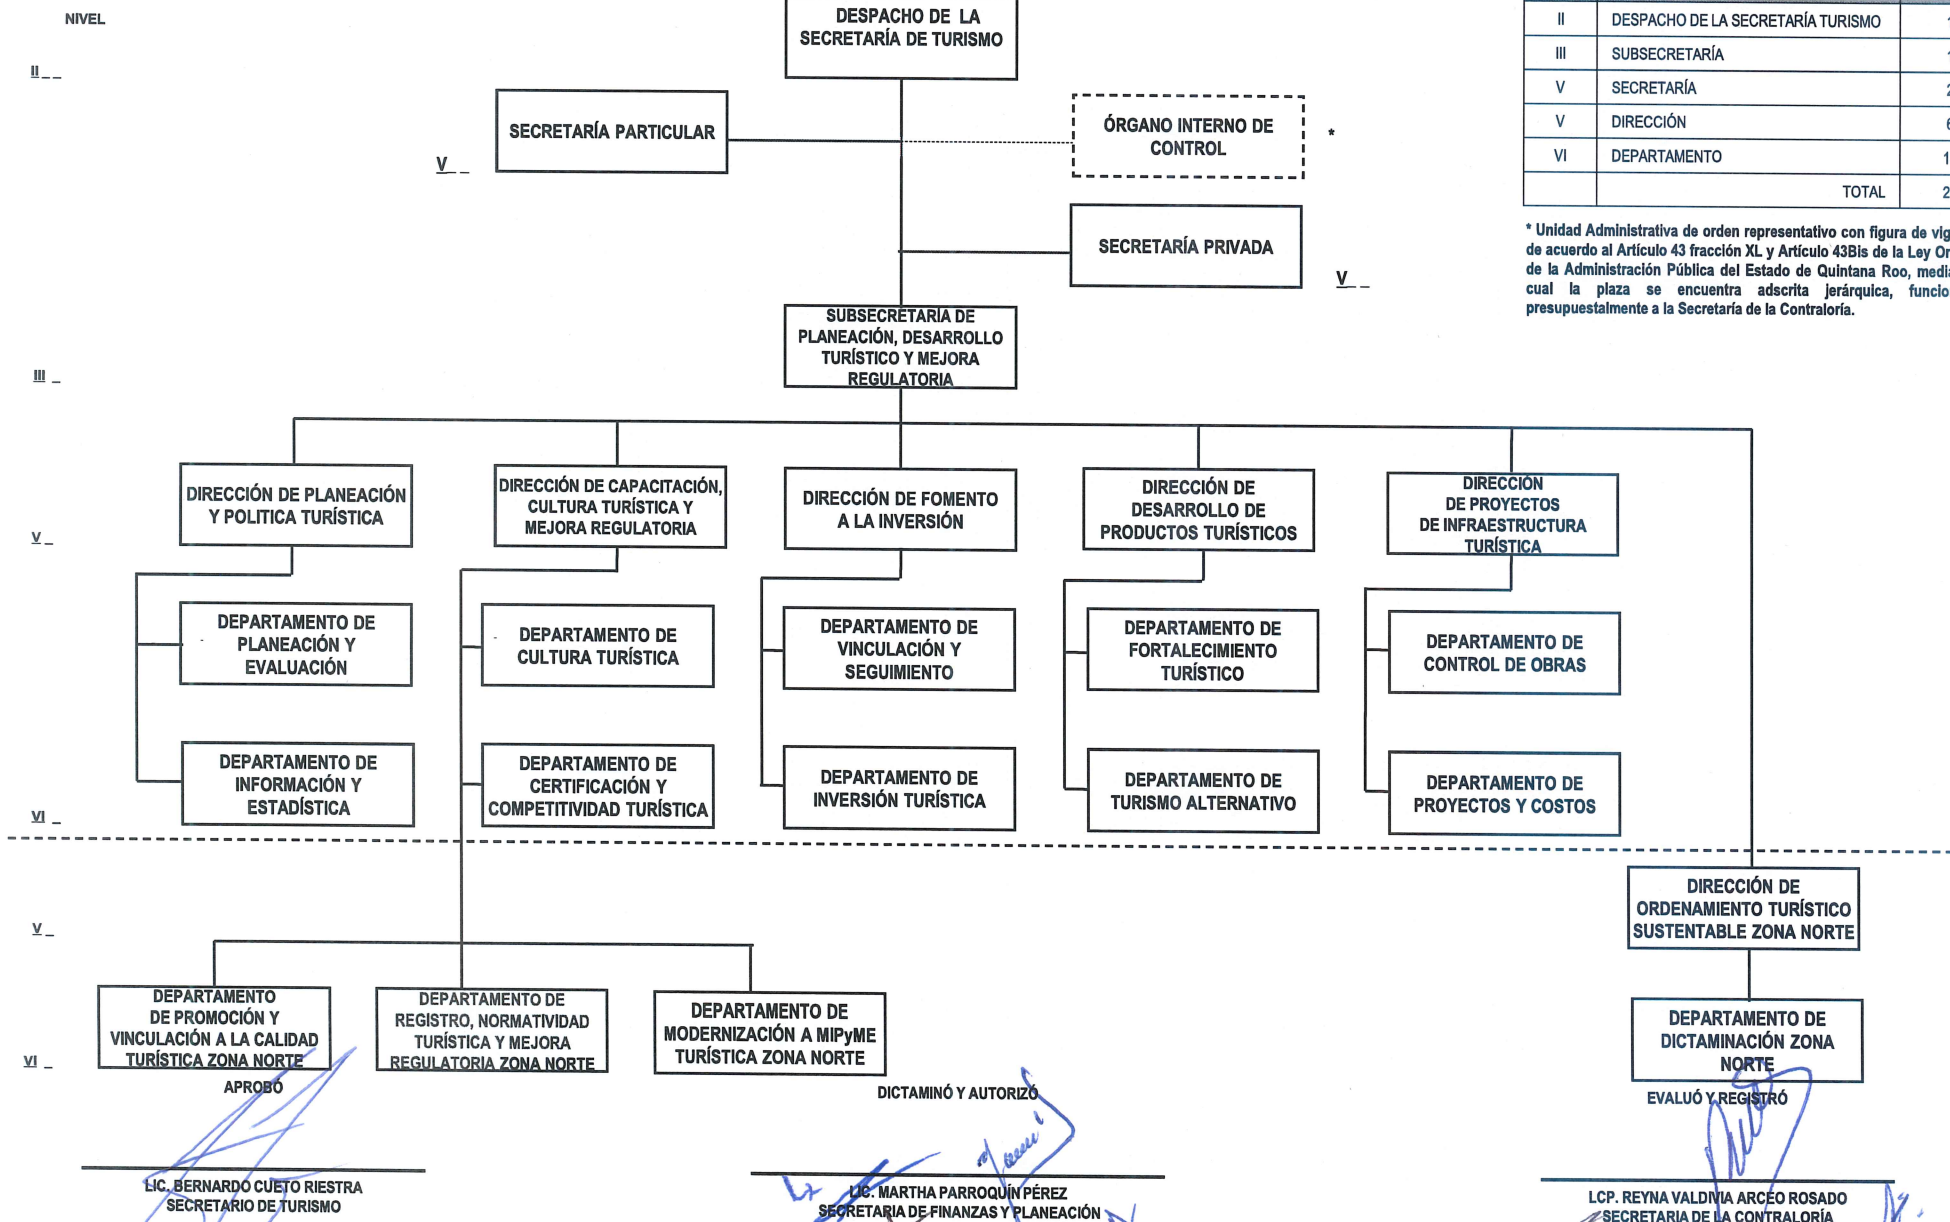 NIVEL
DESPACHO DE LA
SECRETARÍA DE TURISMO
II
II DESPACHO DE LA SECRETARÍA TURISMO
III SUBSECRETARÍA
V SECRETARÍA
V DIRECCIÓN
VI DEPARTAMENTO
TOTAL
* Unidad Administrativa de orden representativo con figura de
de acuerdo al Artículo 43 fracción XL y Artículo 43Bis de la Ley
de la Administración Pública del Estado de Quintana Roo,
cual la plaza se encuentra adscrita jerárquica,
presupuestalmente a la Secretaría de la Contraloría.
SECRETARÍA PARTICULAR
V
ÓRGANO INTERNO DE
CONTROL
*
SECRETARÍA PRIVADA
V
SUBSECRETARÍA DE
PLANEACIÓN, DESARROLLO
TURÍSTICO Y MEJORA
REGULATORIA
III
DIRECCIÓN DE PLANEACIÓN
Y POLITICA TURÍSTICA
DIRECCIÓN DE CAPACITACIÓN,
CULTURA TURÍSTICA Y
MEJORA REGULATORIA
DIRECCIÓN DE FOMENTO
A LA INVERSIÓN
DIRECCIÓN DE
DESARROLLO DE
PRODUCTOS TURÍSTICOS
DIRECCIÓN
DE PROYECTOS
DE INFRAESTRUCTURA
TURÍSTICA
V
DEPARTAMENTO DE
PLANEACIÓN Y
EVALUACIÓN
DEPARTAMENTO DE
CULTURA TURÍSTICA
DEPARTAMENTO DE
VINCULACIÓN Y
SEGUIMIENTO
DEPARTAMENTO DE
FORTALECIMIENTO
TURÍSTICO
DEPARTAMENTO DE
CONTROL DE OBRAS
DEPARTAMENTO DE
INFORMACIÓN Y
ESTADÍSTICA
DEPARTAMENTO DE
CERTIFICACIÓN Y
COMPETITIVIDAD TURÍSTICA
DEPARTAMENTO DE
INVERSIÓN TURÍSTICA
DEPARTAMENTO DE
TURISMO ALTERNATIVO
DEPARTAMENTO DE
PROYECTOS Y COSTOS
VI
DIRECCIÓN DE
ORDENAMIENTO TURÍSTICO
SUSTENTABLE ZONA NORTE
V
DEPARTAMENTO
DE PROMOCIÓN Y
VINCULACIÓN A LA CALIDAD
TURÍSTICA ZONA NORTE
DEPARTAMENTO DE
REGISTRO, NORMATIVIDAD
TURÍSTICA Y MEJORA
REGULATORIA ZONA NORTE
DEPARTAMENTO DE
MODERNIZACIÓN A MIPyME
TURÍSTICA ZONA NORTE
DEPARTAMENTO DE
DICTAMINACIÓN ZONA
NORTE
VI
APROBÓ
DICTAMINÓ Y AUTORIZÓ
EVALUÓ Y REGISTRÓ
LIC. BERNARDO CUETO RIESTRA
SECRETARIO DE TURISMO
LIC. MARTHA PARROQUÍN PÉREZ
SECRETARIA DE FINANZAS Y PLANEACIÓN
LCP. REYNA VALDIVIA ARCEO ROSADO
SECRETARIA DE LA CONTRALORÍA